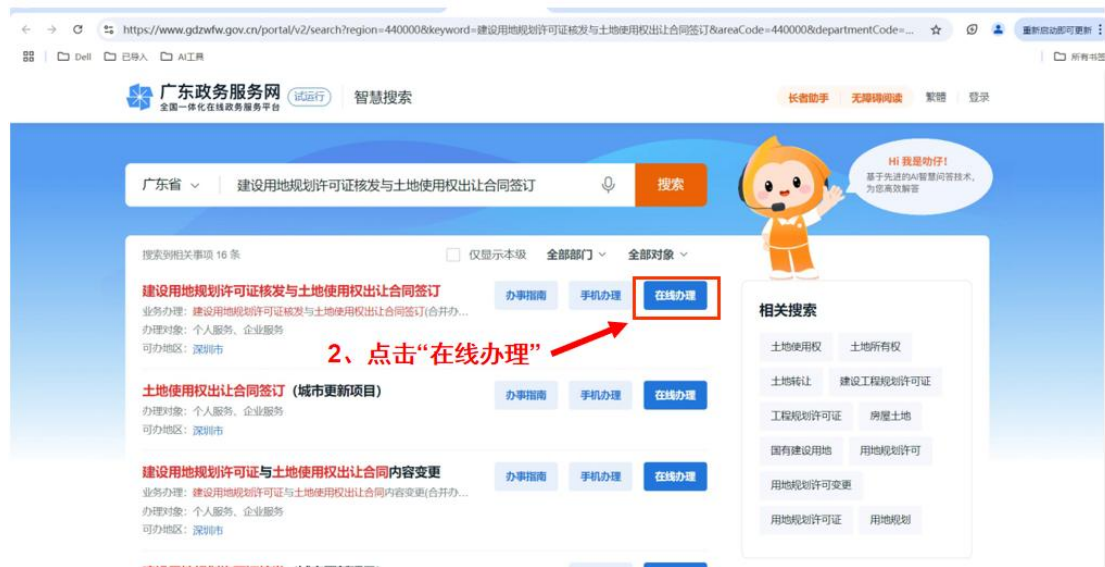 https://www.gdzwfw.gov.cn/portal/v2/search?region=440000&keyword=建设用地规划许可证核发与土地使用权出让合同签订&areaCode=440000&departmentCode=...
重新启动即可更新
Dell 已导入 AI工具
所有书签
广东政务服务网 试运行 智慧搜索
全国一体化在线政务服务平台
长者助手 无障碍阅读 繁體 登录
Hi 我是叻仔!
基于先进的AI智慧问答技术,
为您高效解答
广东省 建设用地规划许可证核发与土地使用权出让合同签订 搜索
搜索到相关事项 16 条 仅显示本级 全部部门 全部对象
建设用地规划许可证核发与土地使用权出让合同签订 办事指南 手机办理 在线办理
业务办理: 建设用地规划许可证核发与土地使用权出让合同签订(合并办...
办理对象: 个人服务、企业服务
可办地区: 深圳市
2、点击“在线办理”
土地使用权出让合同签订(城市更新项目) 办事指南 手机办理 在线办理
办理对象: 个人服务、企业服务
可办地区: 深圳市
建设用地规划许可证与土地使用权出让合同内容变更 办事指南 手机办理 在线办理
业务办理: 建设用地规划许可证与土地使用权出让合同内容变更(合并办...
办理对象: 个人服务、企业服务
可办地区: 深圳市
相关搜索
土地使用权 土地所有权
土地转让 建设工程规划许可证
工程规划许可证 房屋土地
国有建设用地 用地规划许可
用地规划许可变更
用地规划许可证 用地规划